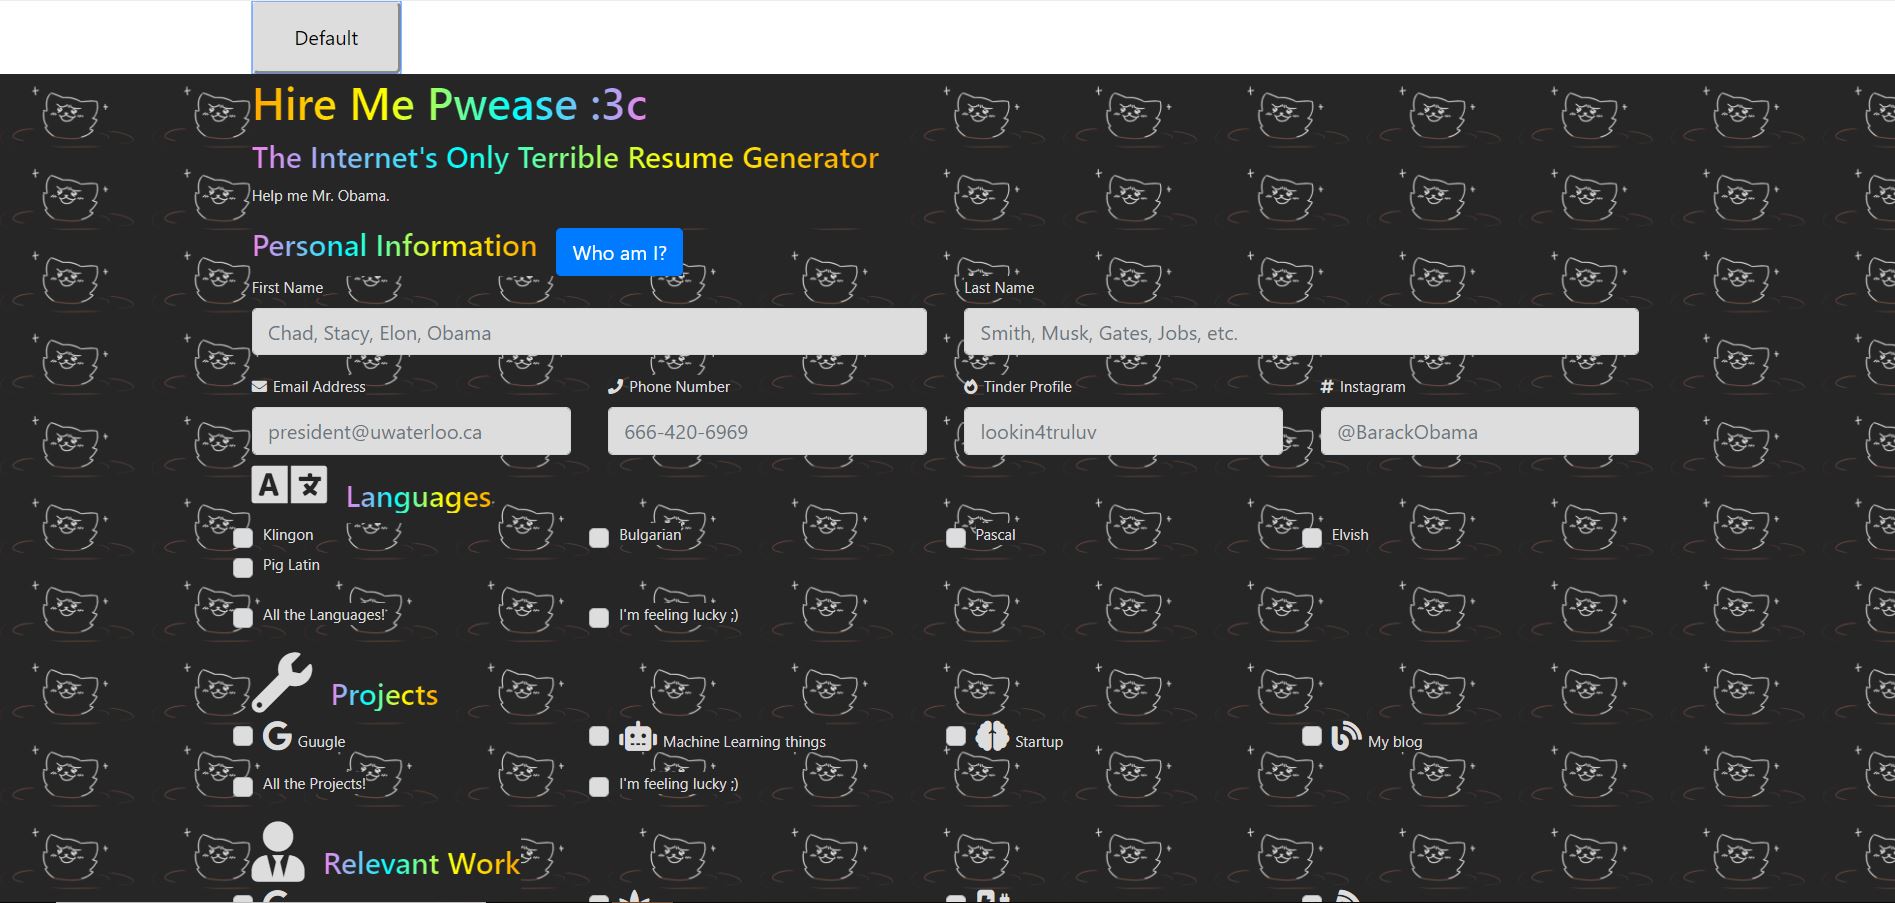 Default
Hire Me Pwease :3c
The Internet's Only Terrible Resume Generator
Help me Mr. Obama.
Personal Information Who am I?
First Name Last Name
Chad, Stacy, Elon, Obama Smith, Musk, Gates, Jobs, etc.
Email Address Phone Number Tinder Profile # Instagram
president@uwaterloo.ca 666-420-6969 lookin4truluv @BarackObama
A 文 Languages
Klingon Bulgarian Pascal Elvish
Pig Latin
All the Languages! I'm feeling lucky ;)
Projects
G Guugle Machine Learning things Startup My blog
All the Projects! I'm feeling lucky ;)
Relevant Work